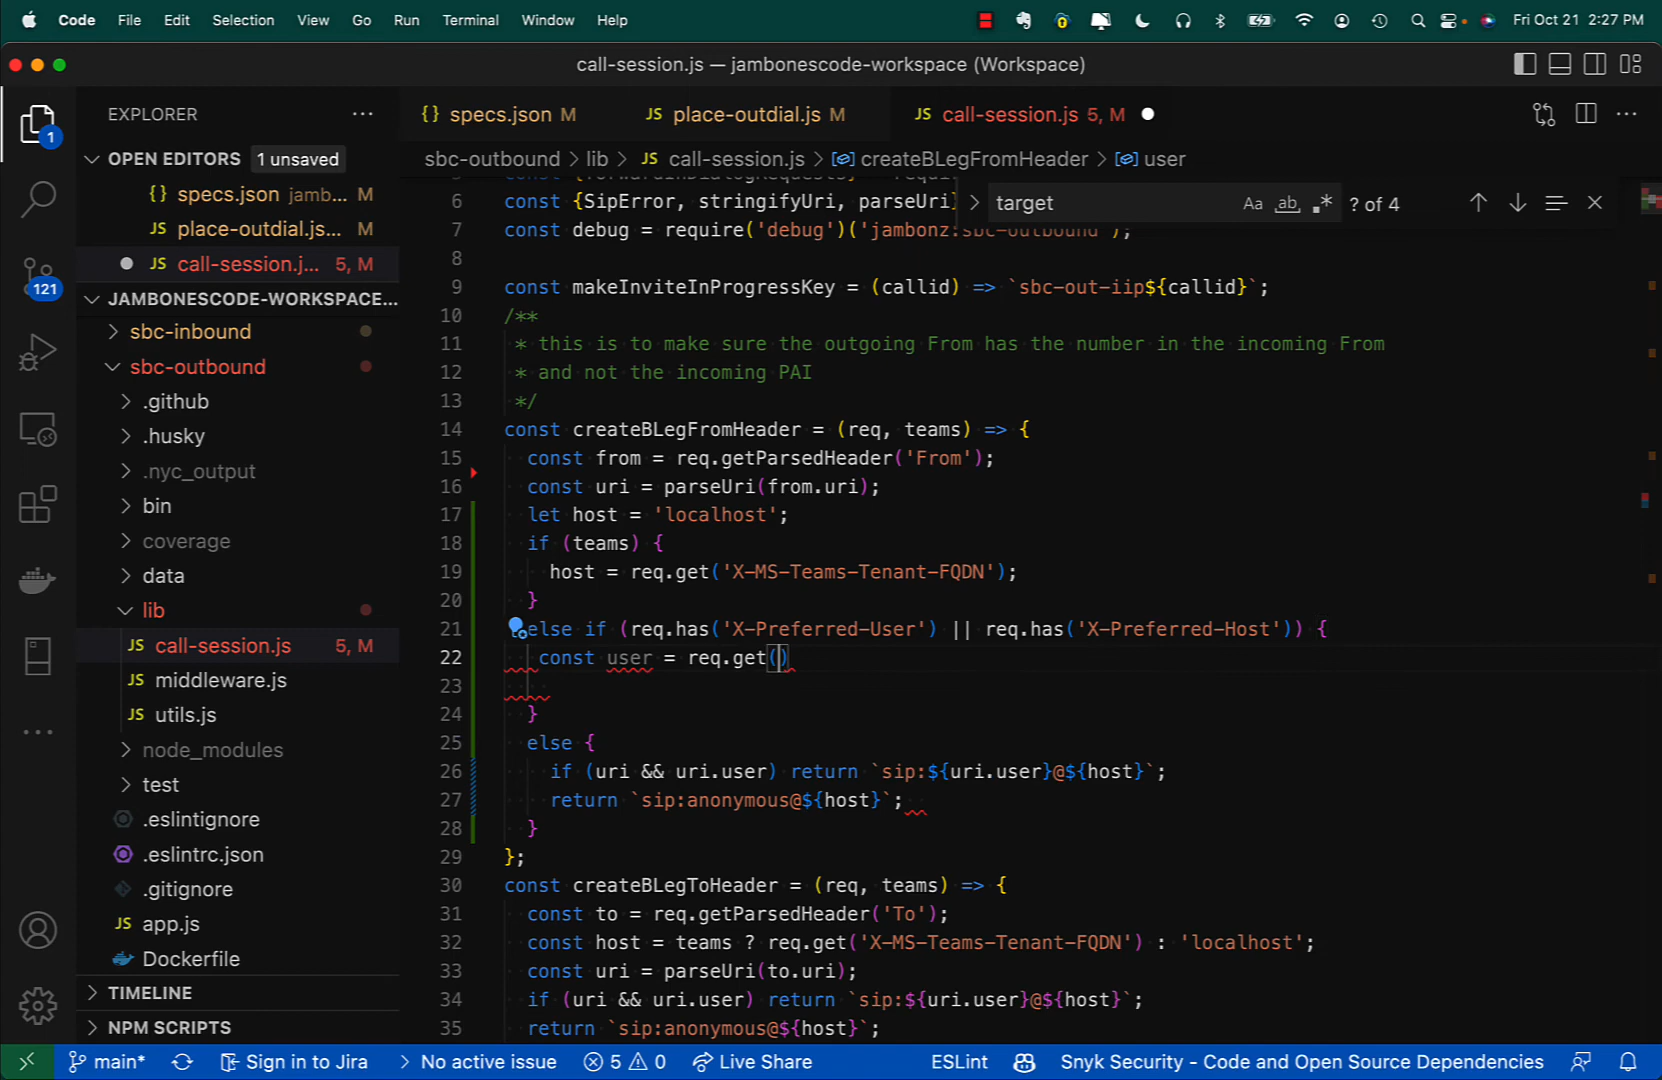 Code File Edit Selection View Go Run Terminal Window Help Fri Oct 21 2:27 PM
call-session.js — jambonescode-workspace (Workspace)
EXPLORER ···
{} specs.json M JS place-outdial.js M JS call-session.js 5, M
OPEN EDITORS 1 unsaved
sbc-outbound > lib > JS call-session.js > createBLegFromHeader > user
{} specs.json jamb... M
JS place-outdial.js... M
JS call-session.j... 5, M
target Aa ab ? of 4
JAMBONESCODE-WORKSPACE...
sbc-inbound
sbc-outbound
.github
.husky
.nyc_output
bin
coverage
data
lib
JS call-session.js 5, M
JS middleware.js
JS utils.js
node_modules
test
.eslintignore
.eslintrc.json
.gitignore
JS app.js
Dockerfile
TIMELINE
NPM SCRIPTS
1
121
6 const {SipError, stringifyUri, parseUri}
7 const debug = require('debug')('jambonz:sbc-outbound');
8
9 const makeInviteInProgressKey = (callid) => `sbc-out-iip${callid}`;
10 /**
11 * this is to make sure the outgoing From has the number in the incoming From
12 * and not the incoming PAI
13 */
14 const createBLegFromHeader = (req, teams) => {
15 const from = req.getParsedHeader('From');
16 const uri = parseUri(from.uri);
17 let host = 'localhost';
18 if (teams) {
19 host = req.get('X-MS-Teams-Tenant-FQDN');
20 }
21 else if (req.has('X-Preferred-User') || req.has('X-Preferred-Host')) {
22 const user = req.get()
23
24 }
25 else {
26 if (uri && uri.user) return `sip:${uri.user}@${host}`;
27 return `sip:anonymous@${host}`;
28 }
29 };
30 const createBLegToHeader = (req, teams) => {
31 const to = req.getParsedHeader('To');
32 const host = teams ? req.get('X-MS-Teams-Tenant-FQDN') : 'localhost';
33 const uri = parseUri(to.uri);
34 if (uri && uri.user) return `sip:${uri.user}@${host}`;
35 return `sip:anonymous@${host}`;
main* Sign in to Jira No active issue 5 0 Live Share ESLint Snyk Security - Code and Open Source Dependencies